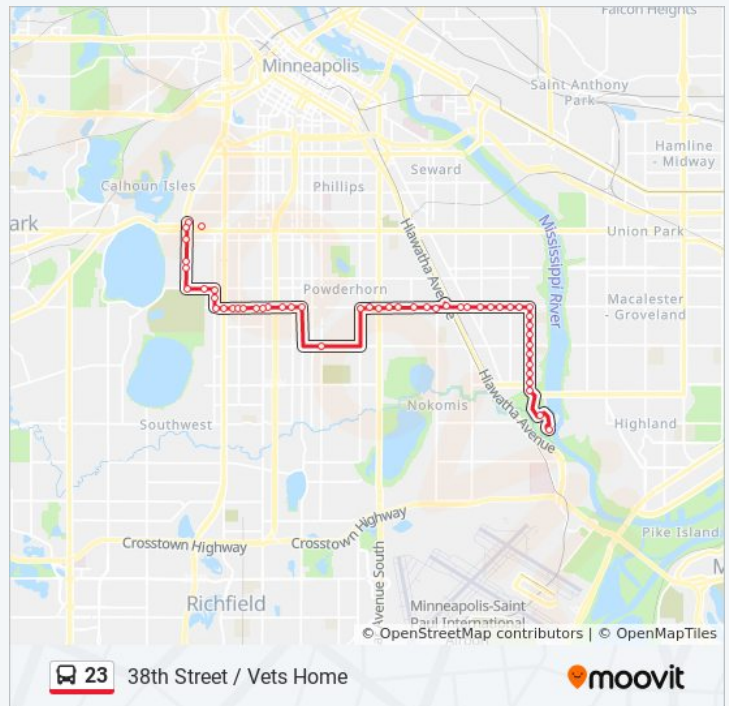 Falcon Heights
Minneapolis
Saint Anthony
Park
Hamline
- Midway
Seward
Calhoun Isles
Phillips
ark
Union Park
Mississippi River
Hiawatha Avenue
Powderhorn
Macalester
- Groveland
Hiawatha Avenue
Nokomis
Southwest
Highland
Crosstown Highway
Crosstown Highway
Pike Island
Avenue South
Richfield
Minneapolis-Saint
Paul International
© OpenStreetMap contributors | © OpenMapTiles
23 38th Street / Vets Home
moovit